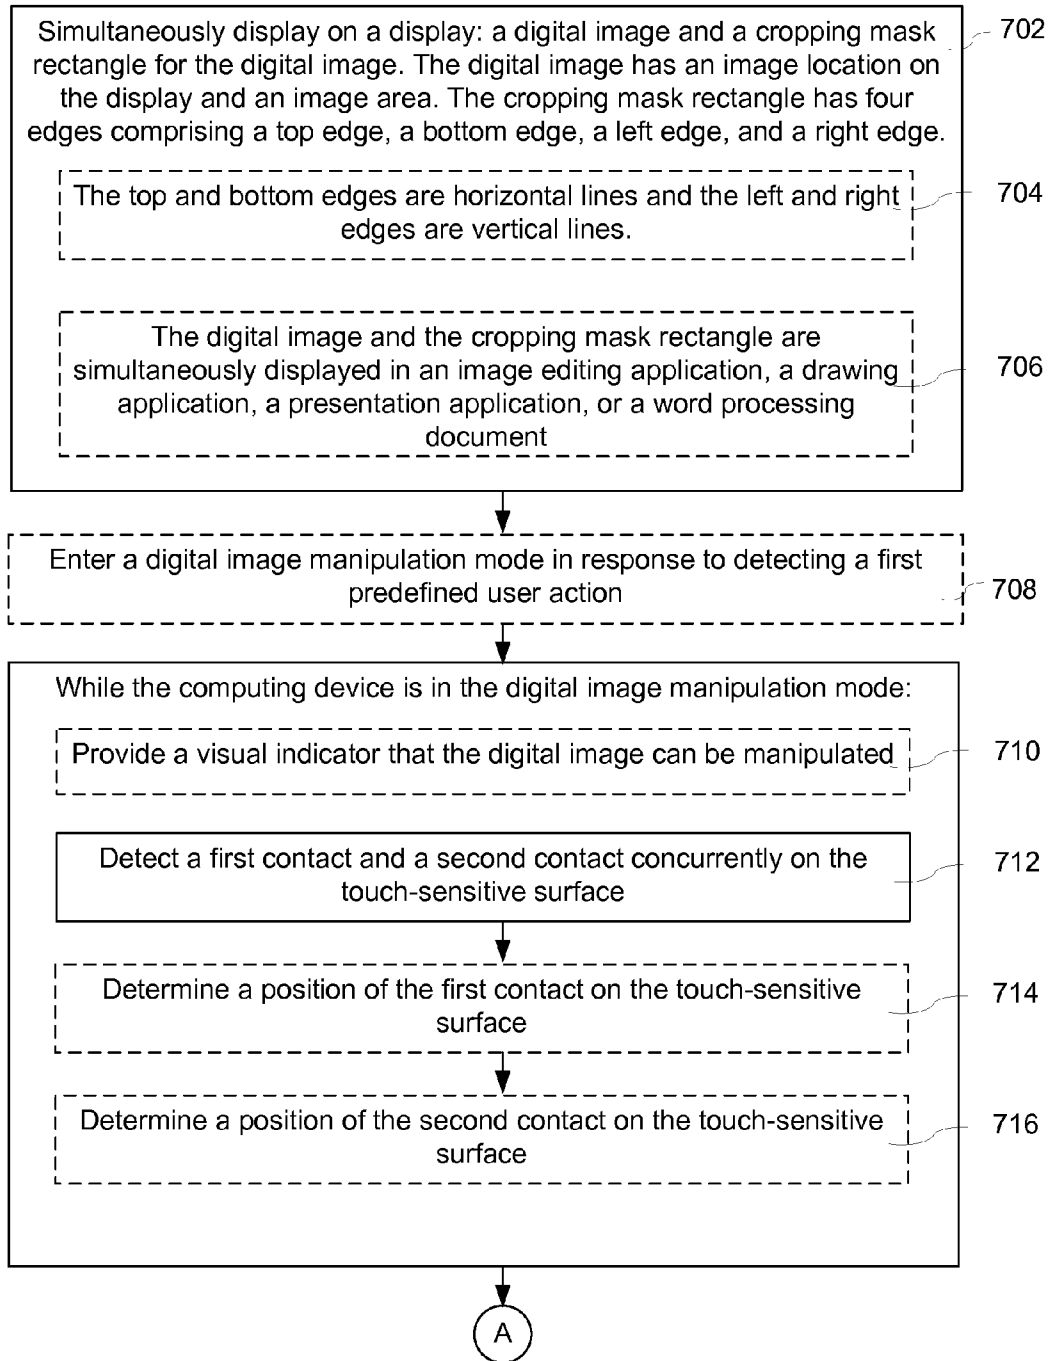 Simultaneously display on a display: a digital image and a cropping mask
rectangle for the digital image. The digital image has an image location on
the display and an image area. The cropping mask rectangle has four
edges comprising a top edge, a bottom edge, a left edge, and a right edge.
702
The top and bottom edges are horizontal lines and the left and right
edges are vertical lines.
704
The digital image and the cropping mask rectangle are
simultaneously displayed in an image editing application, a drawing
application, a presentation application, or a word processing
document
706
Enter a digital image manipulation mode in response to detecting a first
predefined user action
708
While the computing device is in the digital image manipulation mode:
Provide a visual indicator that the digital image can be manipulated
710
Detect a first contact and a second contact concurrently on the
touch-sensitive surface
712
Determine a position of the first contact on the touch-sensitive
surface
714
Determine a position of the second contact on the touch-sensitive
surface
716
A